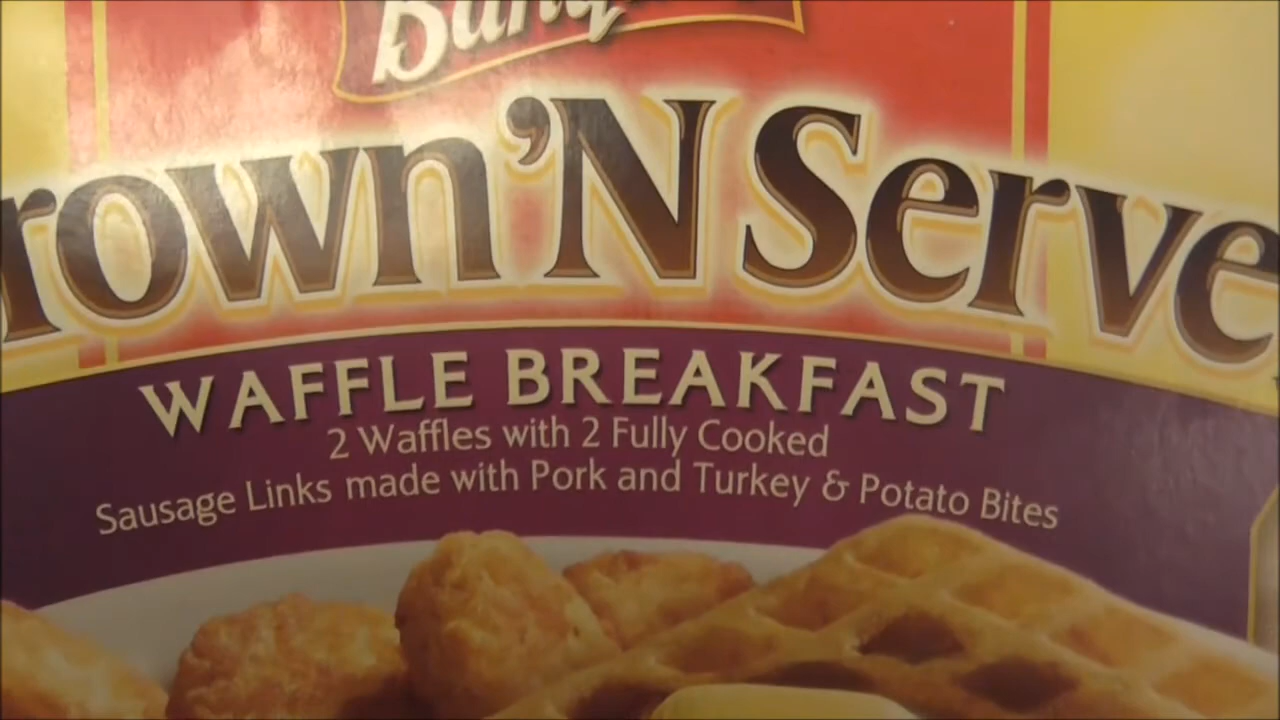 rown 'N Serve
WAFFLE BREAKFAST
2 Waffles with 2 Fully Cooked
Sausage Links made with Pork and Turkey & Potato Bites